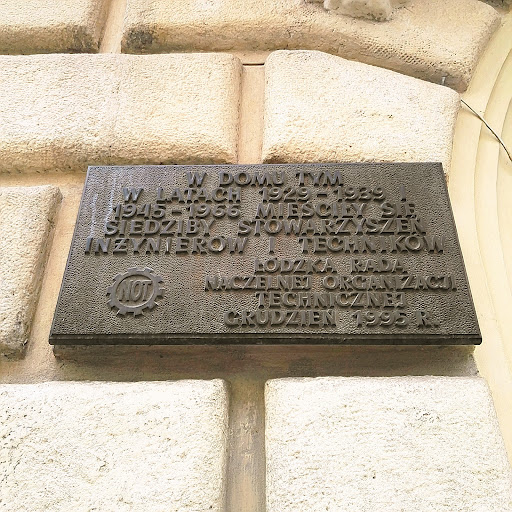 W DOMU TYM
W LATACH 1929-1939 I
1945-1966 MIEŚCIŁY SIĘ
SIEDZIBY STOWARZYSZEŃ
INŻYNIERÓW I TECHNIKÓW
ŁÓDZKA RADA
NACZELNEJ ORGANIZACJI
TECHNICZNEJ
GRUDZIEŃ 1995 R.
NOT